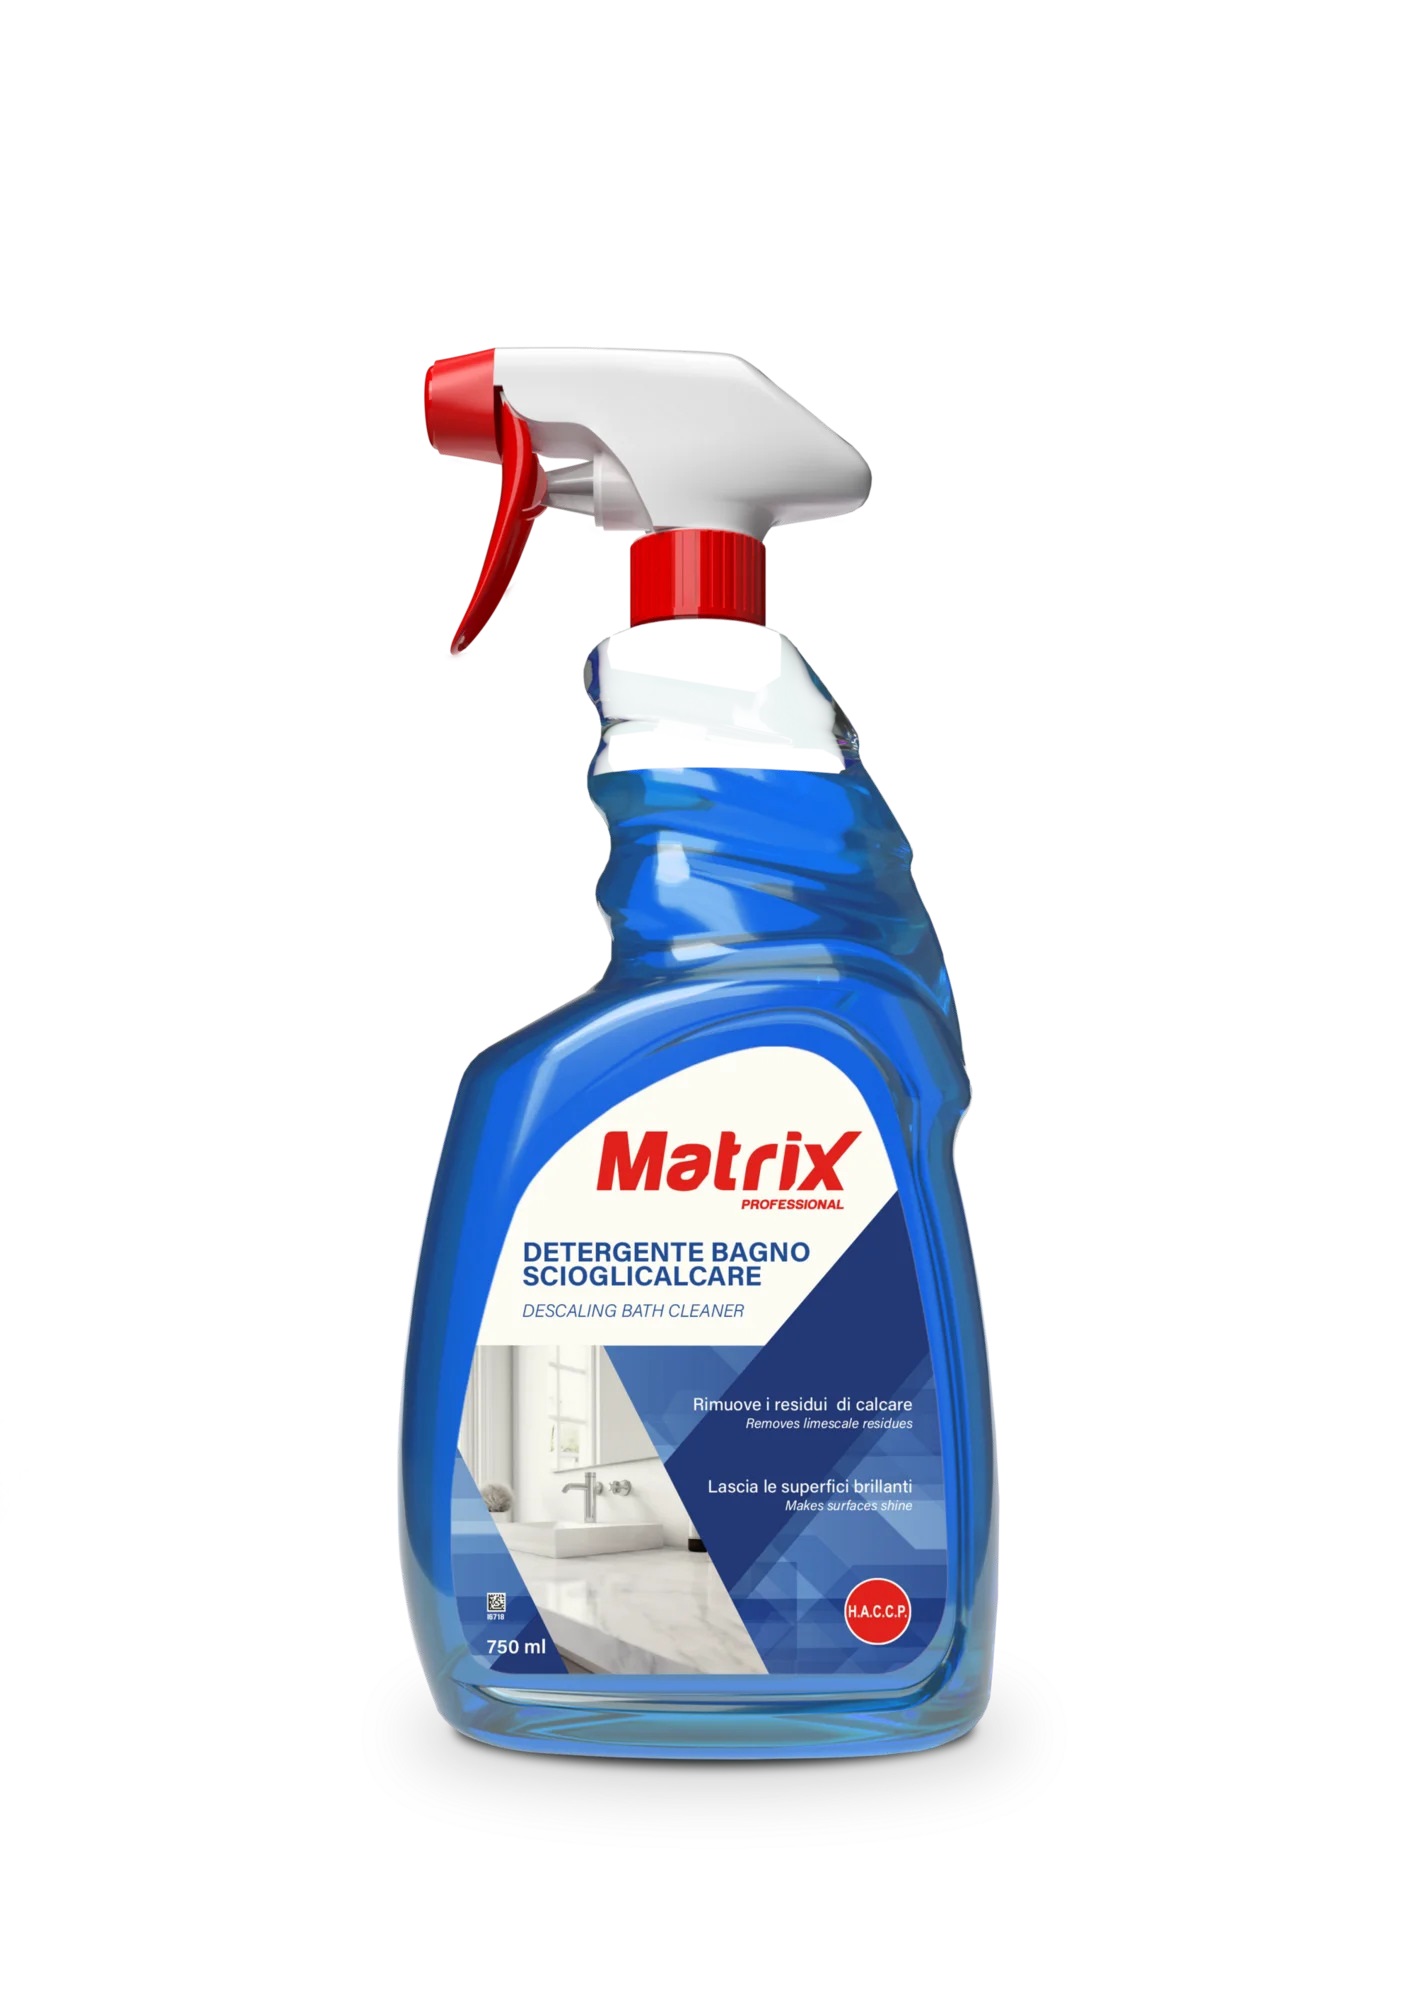 Matrix
PROFESSIONAL
DETERGENTE BAGNO
SCIOGLICALCARE
DESCALING BATH CLEANER
Rimuove i residui di calcare
Removes limescale residues
Lascia le superfici brillanti
Makes surfaces shine
H.A.C.C.P.
IB718
750 ml